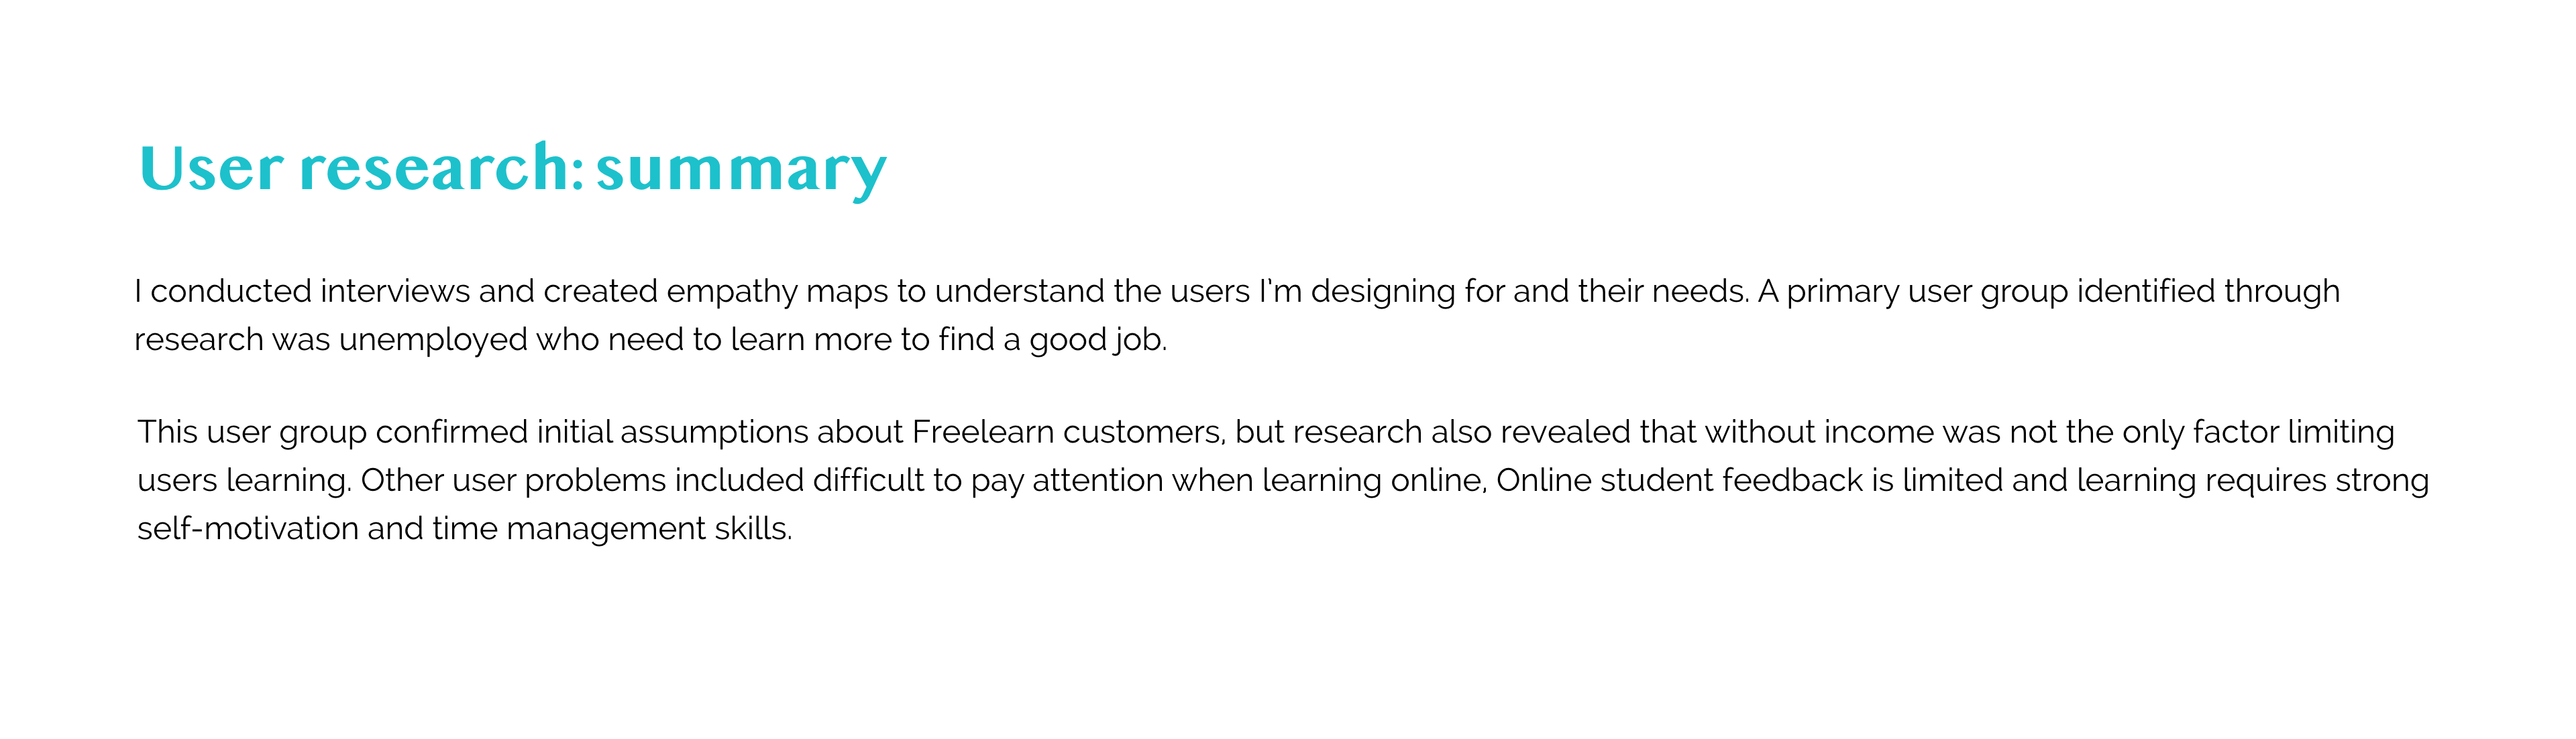 User research: summary
I conducted interviews and created empathy maps to understand the users I’m designing for and their needs. A primary user group identified through
research was unemployed who need to learn more to find a good job.
This user group confirmed initial assumptions about Freelearn customers, but research also revealed that without income was not the only factor limiting
users learning. Other user problems included difficult to pay attention when learning online, Online student feedback is limited and learning requires strong
self-motivation and time management skills.